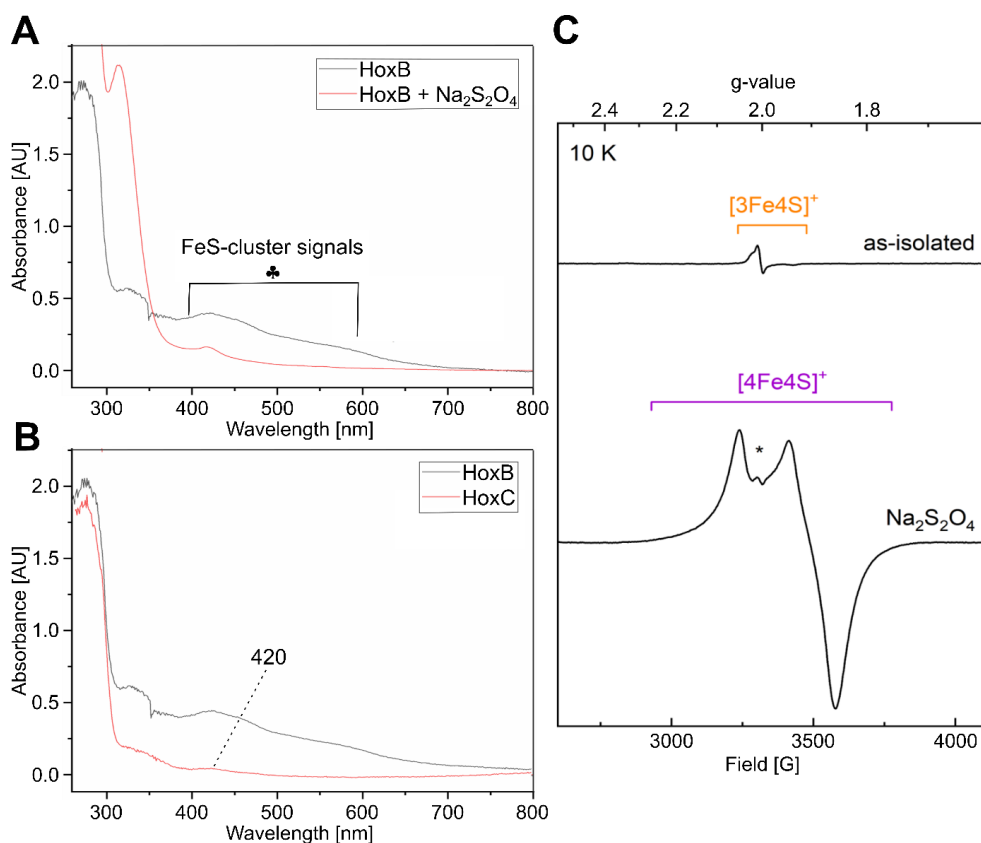 A
HoxB
HoxB + Na₂S₂O₄
FeS-cluster signals
♣
Absorbance [AU]
2.0
1.5
1.0
0.5
0.0
300 400 500 600 700 800
Wavelength [nm]
B
HoxB
HoxC
420
Absorbance [AU]
2.0
1.5
1.0
0.5
0.0
300 400 500 600 700 800
Wavelength [nm]
C
g-value
2.4 2.2 2.0 1.8
10 K
[3Fe4S]⁺
as-isolated
[4Fe4S]⁺
*
Na₂S₂O₄
3000 3500 4000
Field [G]